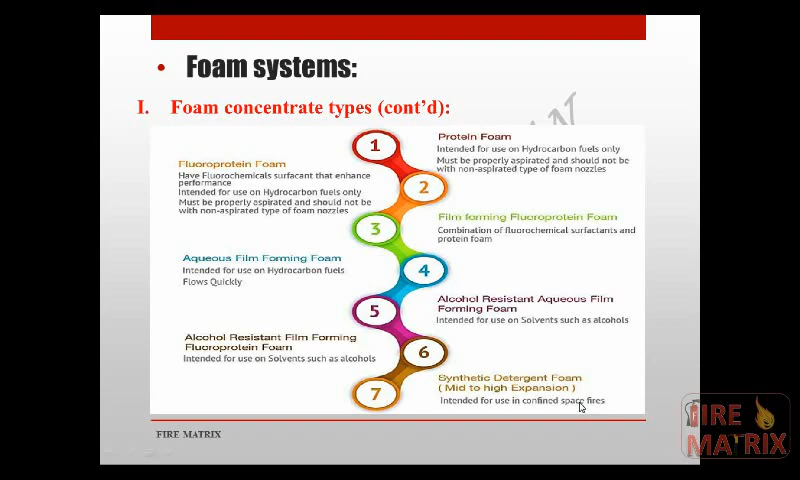 • Foam systems:
I. Foam concentrate types (cont'd):
1
Protein Foam
Intended for use on Hydrocarbon fuels only
Must be properly aspirated and should not be
with non-aspirated type of foam nozzles
2
Fluoroprotein Foam
Have Fluorochemicals surfactant that enhance
performance
Intended for use on Hydrocarbon fuels only
Must be properly aspirated and should not be
with non-aspirated type of foam nozzles
3
Film forming Fluoroprotein Foam
Combination of fluorochemical surfactants and
protein foam
4
Aqueous Film Forming Foam
Intended for use on Hydrocarbon fuels
Flows Quickly
5
Alcohol Resistant Aqueous Film
Forming Foam
Intended for use on Solvents such as alcohols
6
Alcohol Resistant Film Forming
Fluoroprotein Foam
Intended for use on Solvents such as alcohols
7
Synthetic Detergent Foam
( Mid to high Expansion )
Intended for use in confined space fires
FIRE MATRIX
FIRE
MATRIX